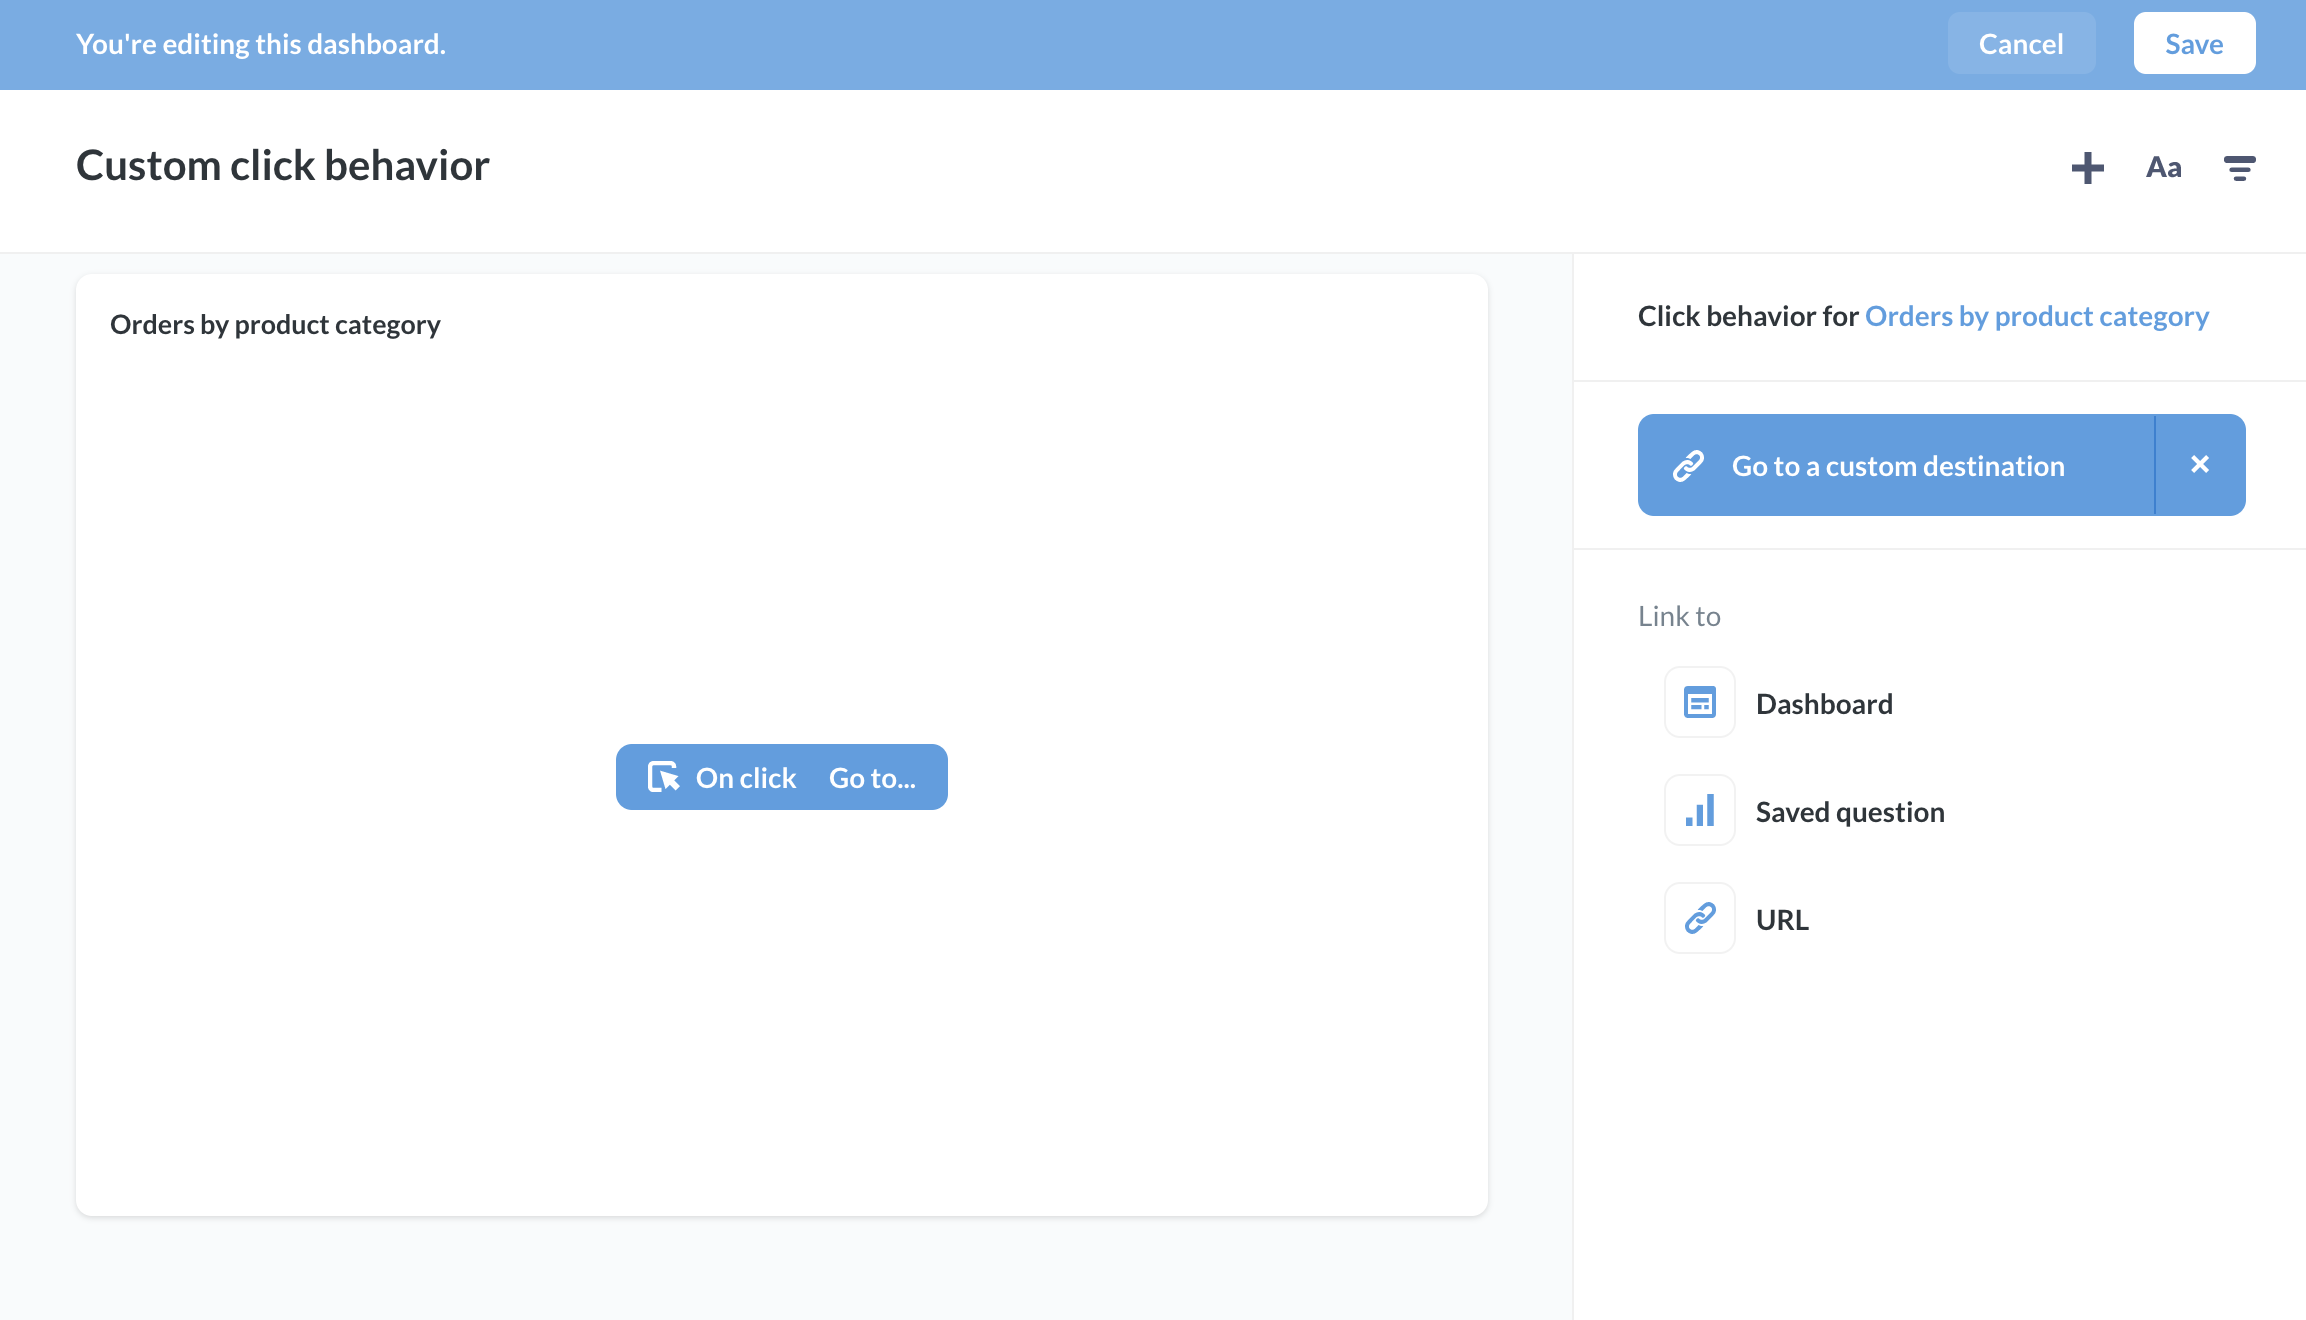 You're editing this dashboard.
Cancel
Save
Custom click behavior
Aa
Orders by product category
On click Go to...
Click behavior for Orders by product category
Go to a custom destination
Link to
Dashboard
Saved question
URL